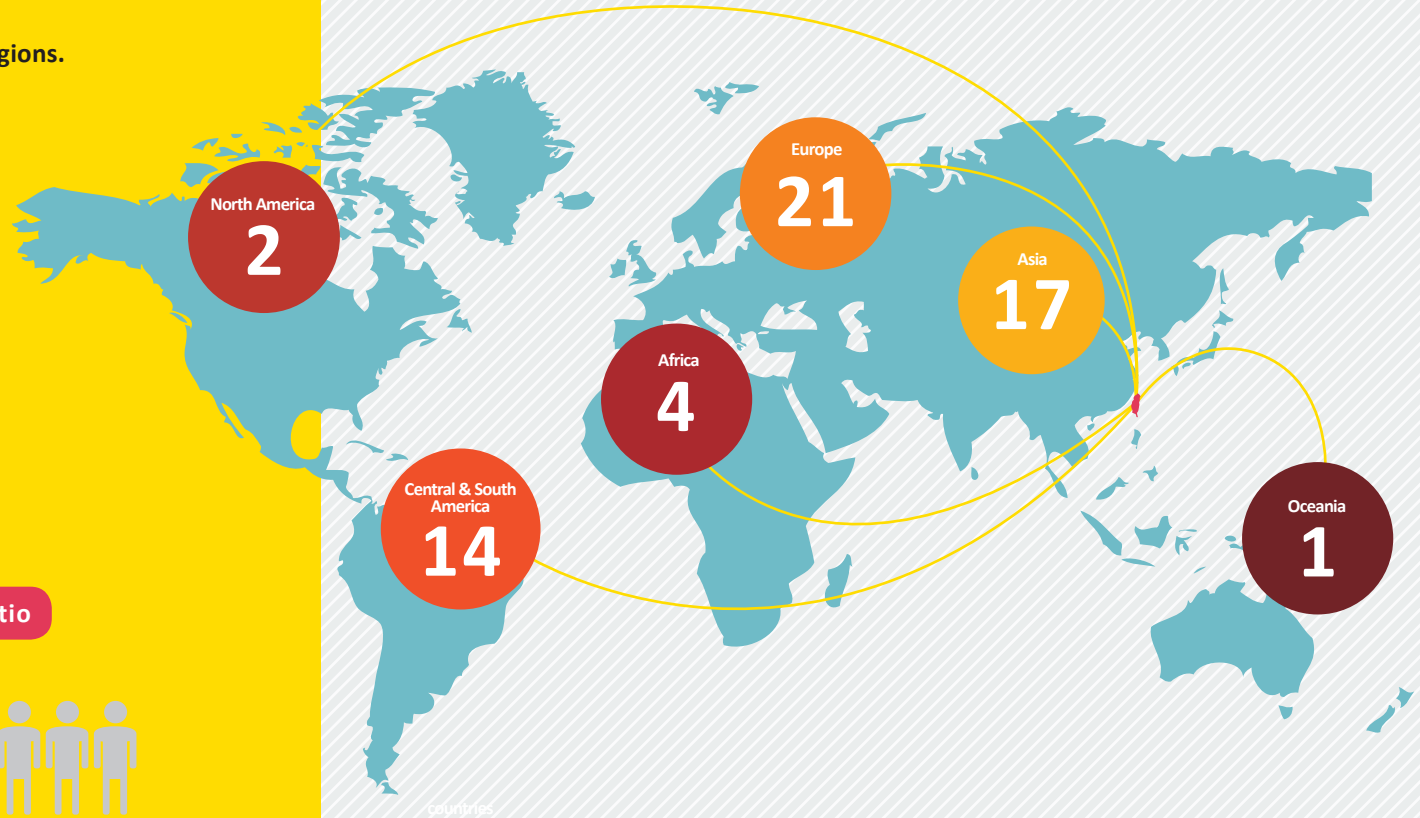 gions.
Europe
21
North America
2
Asia
17
Africa
4
Central & South
America
14
Oceania
1
tio
countries